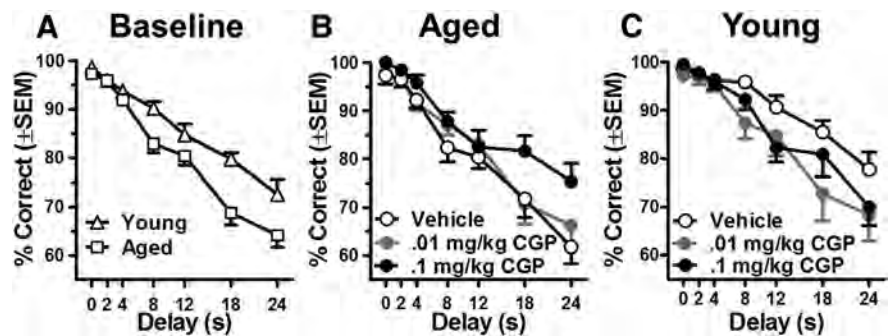 A Baseline
% Correct (±SEM)
100
90
80
70
60
Young
Aged
0 2 4 8 12 18 24
Delay (s)
B Aged
% Correct (±SEM)
100
90
80
70
60
Vehicle
.01 mg/kg CGP
.1 mg/kg CGP
0 2 4 8 12 18 24
Delay (s)
C Young
% Correct (±SEM)
100
90
80
70
60
Vehicle
.01 mg/kg CGP
.1 mg/kg CGP
0 2 4 8 12 18 24
Delay (s)